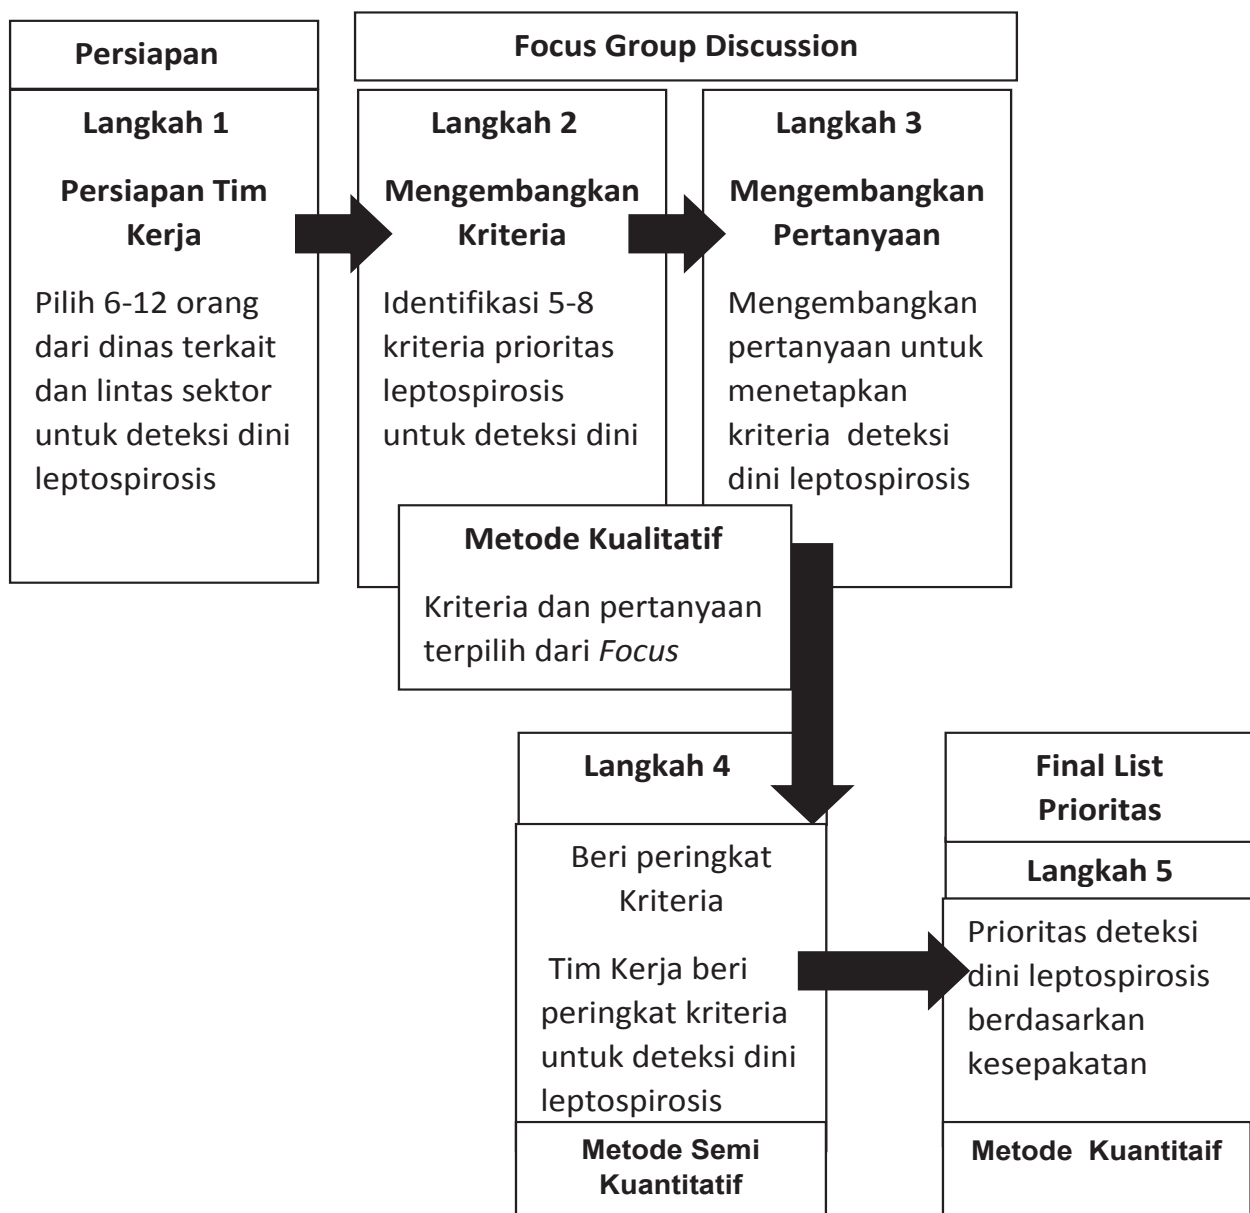 Persiapan
Langkah 1
Persiapan Tim
Kerja
Pilih 6-12 orang
dari dinas terkait
dan lintas sektor
untuk deteksi dini
leptospirosis
Focus Group Discussion
Langkah 2
Mengembangkan
Kriteria
Identifikasi 5-8
kriteria prioritas
leptospirosis
untuk deteksi dini
Langkah 3
Mengembangkan
Pertanyaan
Mengembangkan
pertanyaan untuk
menetapkan
kriteria deteksi
dini leptospirosis
Metode Kualitatif
Kriteria dan pertanyaan
terpilih dari Focus
Langkah 4
Beri peringkat
Kriteria
Tim Kerja beri
peringkat kriteria
untuk deteksi dini
leptospirosis
Metode Semi
Kuantitatif
Final List
Prioritas
Langkah 5
Prioritas deteksi
dini leptospirosis
berdasarkan
kesepakatan
Metode Kuantitaif